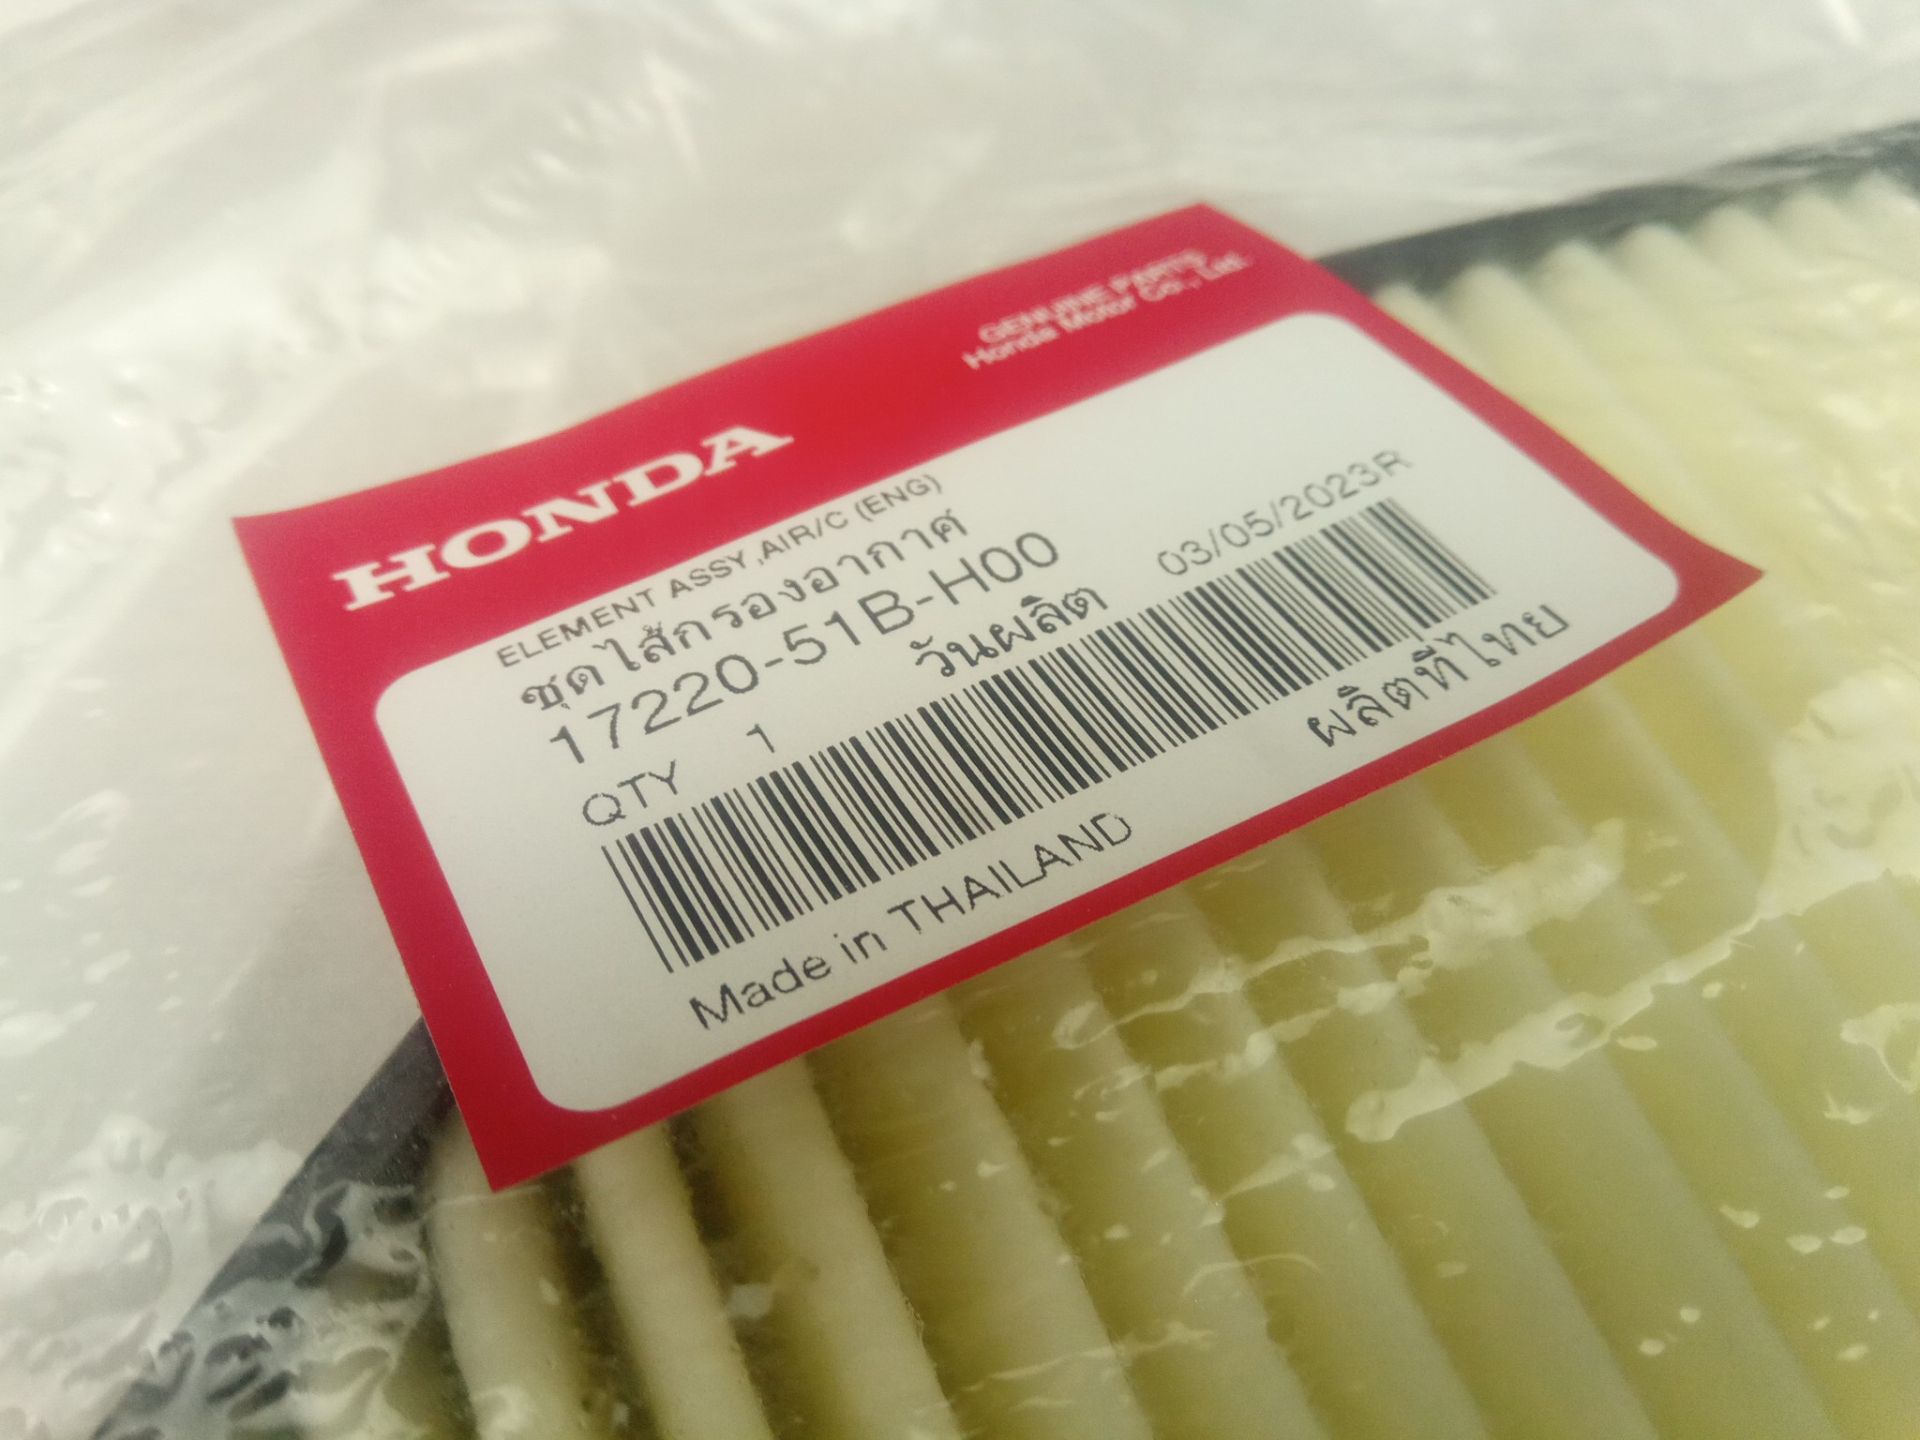 HONDA
GENUINE PARTS
Honda Motor Co., Ltd.
ELEMENT ASSY,AIR/C (ENG)
ชุดไส้กรองอากาศ
17220-51B-H00
QTY 1
วันผลิต 03/05/2023R
Made in THAILAND
ผลิตที่ไทย